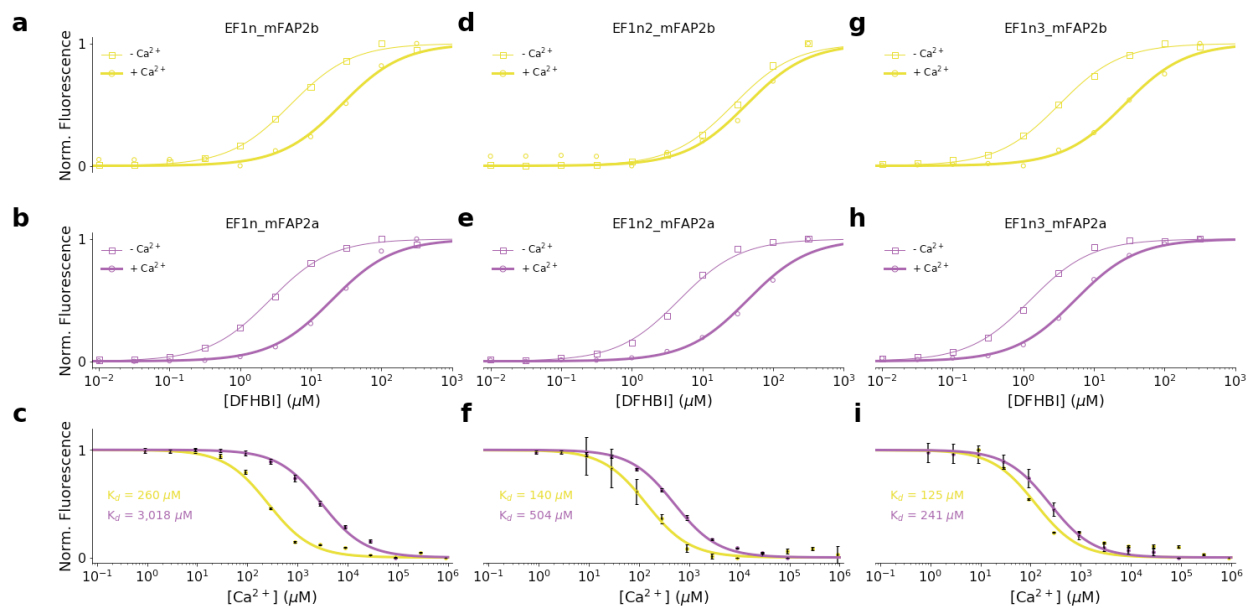 a
EF1n_mFAP2b
- Ca2+
+ Ca2+
Norm. Fluorescence
1
0
d
EF1n2_mFAP2b
- Ca2+
+ Ca2+
g
EF1n3_mFAP2b
- Ca2+
+ Ca2+
b
EF1n_mFAP2a
- Ca2+
+ Ca2+
Norm. Fluorescence
1
0
10−2 10−1 100 101 102 103
[DFHBI] (μM)
e
EF1n2_mFAP2a
- Ca2+
+ Ca2+
10−2 10−1 100 101 102 103
[DFHBI] (μM)
h
EF1n3_mFAP2a
- Ca2+
+ Ca2+
10−2 10−1 100 101 102 103
[DFHBI] (μM)
c
Norm. Fluorescence
1
0
Kd = 260 μM
Kd = 3,018 μM
10−1 100 101 102 103 104 105 106
[Ca2+] (μM)
f
Kd = 140 μM
Kd = 504 μM
10−1 100 101 102 103 104 105 106
[Ca2+] (μM)
i
Kd = 125 μM
Kd = 241 μM
10−1 100 101 102 103 104 105 106
[Ca2+] (μM)